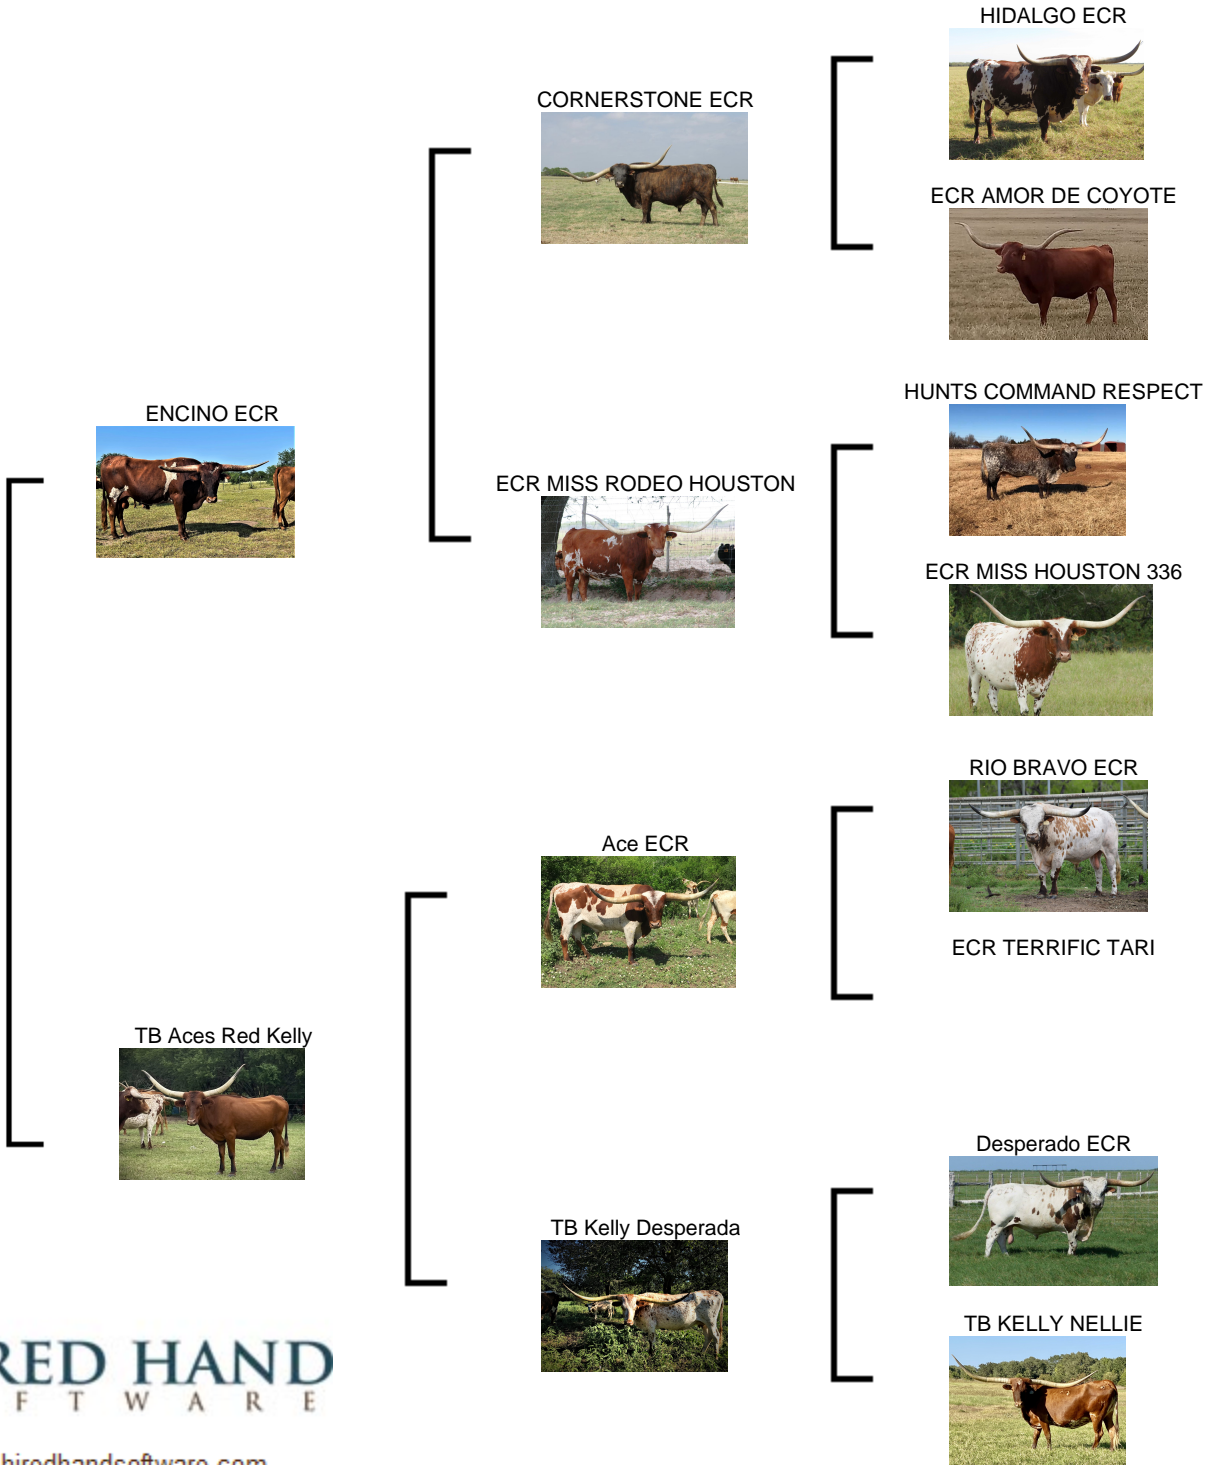 HIDALGO ECR
CORNERSTONE ECR
ECR AMOR DE COYOTE
ENCINO ECR
HUNTS COMMAND RESPECT
ECR MISS RODEO HOUSTON
ECR MISS HOUSTON 336
RIO BRAVO ECR
Ace ECR
ECR TERRIFIC TARI
TB Aces Red Kelly
Desperado ECR
TB Kelly Desperada
TB KELLY NELLIE
RED HAND
F T W A R E
hiredhandsoftware.com